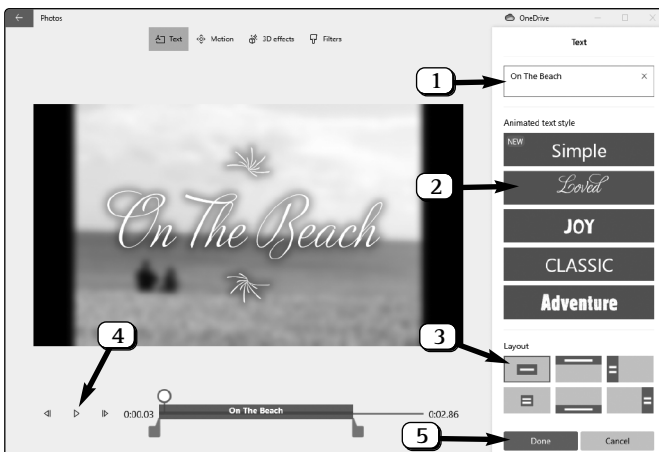 Photos
OneDrive
Text Motion 3D effects Filters
Text
1
On The Beach X
Animated text style
NEW
Simple
2
Loved
On The Beach
JOY
CLASSIC
Adventure
4
3
Layout
0:00.03 On The Beach 0:02.86
5
Done Cancel